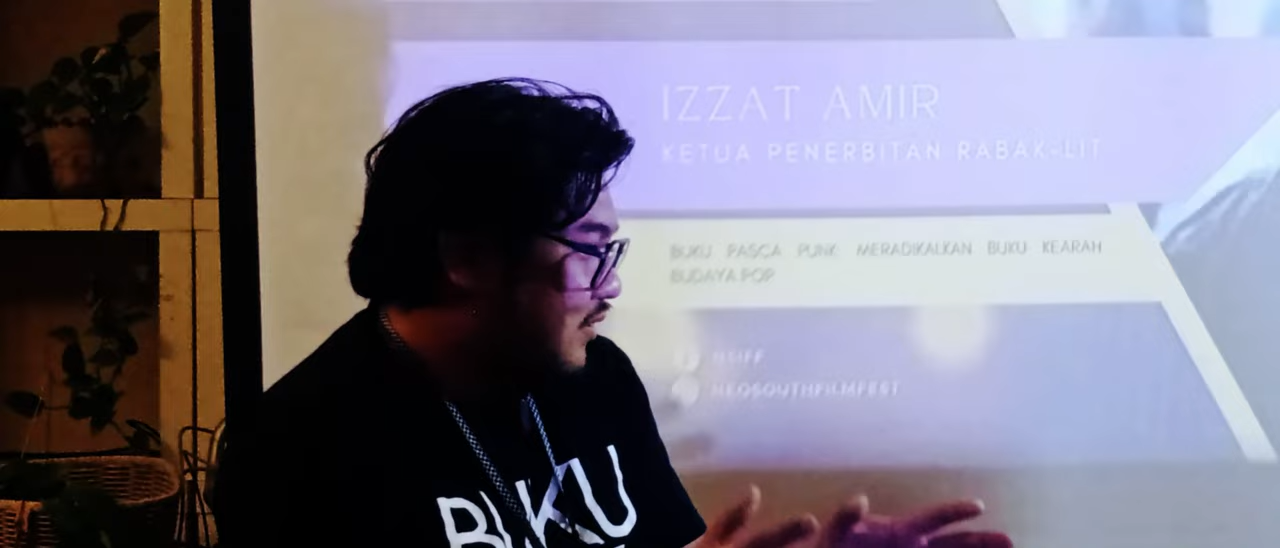 IZZAT AMIR
KETUA PENERBITAN RABAK-LIT
BUKU PASCA PUNK MERADIKALKAN BUKU KEARAH
BUDAYA POP
NEOSOUTHFILMFEST
BUKU